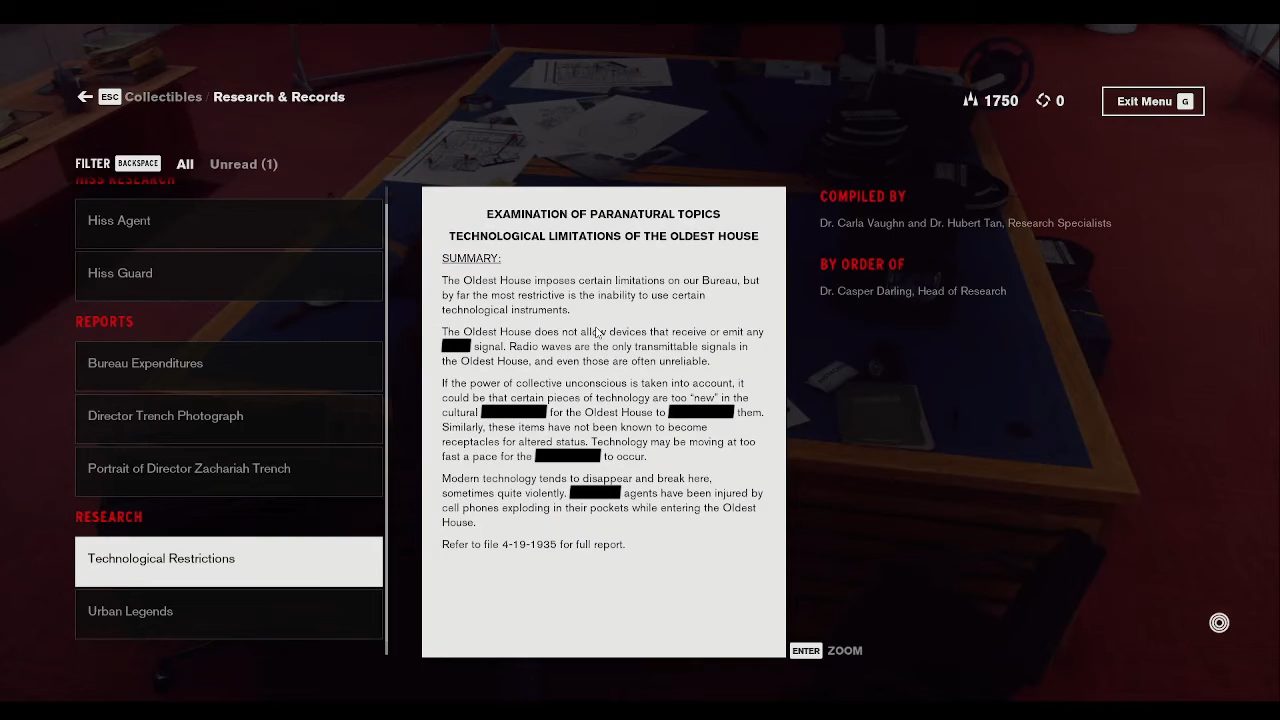 ESC Collectibles / Research & Records
1750 0
Exit Menu G
FILTER BACKSPACE All Unread (1)
HISS RESEARCH
Hiss Agent
Hiss Guard
REPORTS
Bureau Expenditures
Director Trench Photograph
Portrait of Director Zachariah Trench
RESEARCH
Technological Restrictions
Urban Legends
EXAMINATION OF PARANATURAL TOPICS
TECHNOLOGICAL LIMITATIONS OF THE OLDEST HOUSE
SUMMARY:
The Oldest House imposes certain limitations on our Bureau, but
by far the most restrictive is the inability to use certain
technological instruments.
The Oldest House does not allow devices that receive or emit any
signal. Radio waves are the only transmittable signals in
the Oldest House, and even those are often unreliable.
If the power of collective unconscious is taken into account, it
could be that certain pieces of technology are too “new” in the
cultural for the Oldest House to them.
Similarly, these items have not been known to become
receptacles for altered status. Technology may be moving at too
fast a pace for the to occur.
Modern technology tends to disappear and break here,
sometimes quite violently. agents have been injured by
cell phones exploding in their pockets while entering the Oldest
House.
Refer to file 4-19-1935 for full report.
ENTER ZOOM
COMPILED BY
Dr. Carla Vaughn and Dr. Hubert Tan, Research Specialists
BY ORDER OF
Dr. Casper Darling, Head of Research